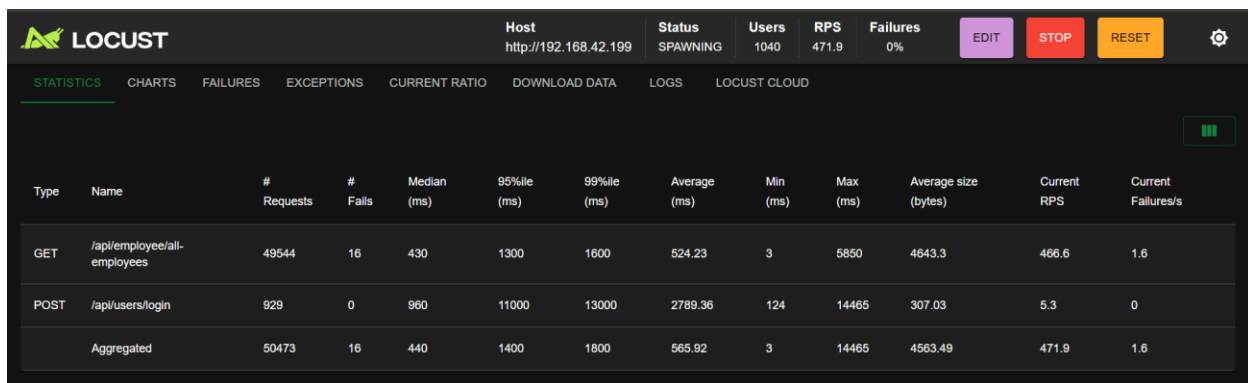 LOCUST
Host Status Users RPS Failures
http://192.168.42.199 SPAWNING 1040 471.9 0%
EDIT STOP RESET
STATISTICS CHARTS FAILURES EXCEPTIONS CURRENT RATIO DOWNLOAD DATA LOGS LOCUST CLOUD
Type Name # Requests # Fails Median (ms) 95%ile (ms) 99%ile (ms) Average (ms) Min (ms) Max (ms) Average size (bytes) Current RPS Current Failures/s
GET /api/employee/all-employees 49544 16 430 1300 1600 524.23 3 5850 4643.3 466.6 1.6
POST /api/users/login 929 0 960 11000 13000 2789.36 124 14465 307.03 5.3 0
Aggregated 50473 16 440 1400 1800 565.92 3 14465 4563.49 471.9 1.6